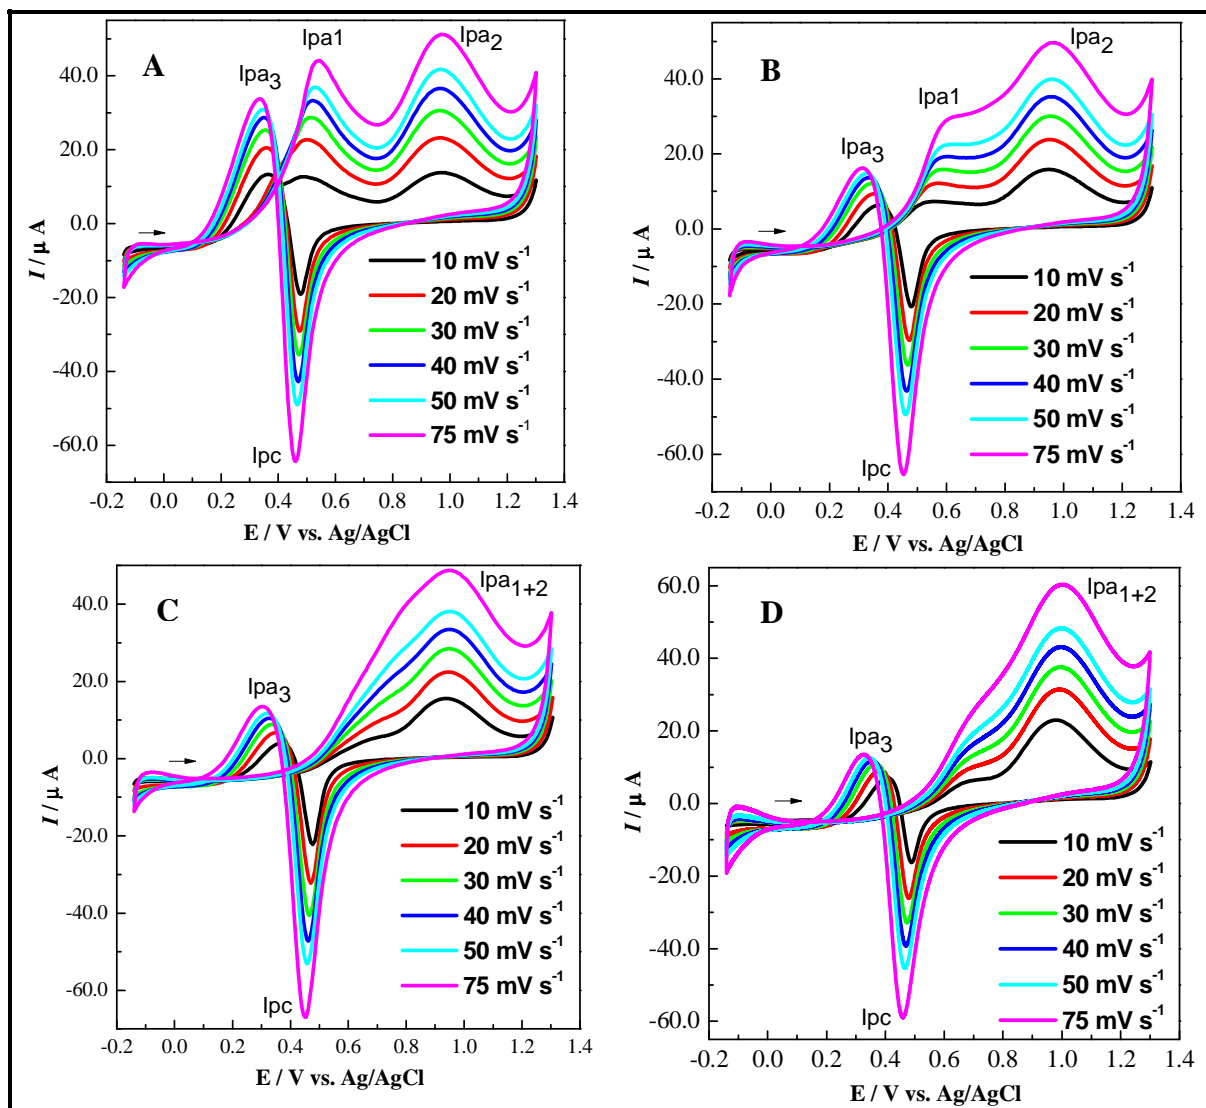 A
Ipa3
Ipa1
Ipa2
40.0
20.0
0.0
-20.0
-40.0
-60.0
I / µ A
10 mV s-1
20 mV s-1
30 mV s-1
40 mV s-1
50 mV s-1
75 mV s-1
Ipc
-0.2 0.0 0.2 0.4 0.6 0.8 1.0 1.2 1.4
E / V vs. Ag/AgCl
B
Ipa3
Ipa1
Ipa2
40.0
20.0
0.0
-20.0
-40.0
-60.0
I / µ A
10 mV s-1
20 mV s-1
30 mV s-1
40 mV s-1
50 mV s-1
75 mV s-1
Ipc
-0.2 0.0 0.2 0.4 0.6 0.8 1.0 1.2 1.4
E / V vs. Ag/AgCl
C
Ipa3
Ipa1+2
40.0
20.0
0.0
-20.0
-40.0
-60.0
I / µ A
10 mV s-1
20 mV s-1
30 mV s-1
40 mV s-1
50 mV s-1
75 mV s-1
Ipc
-0.2 0.0 0.2 0.4 0.6 0.8 1.0 1.2 1.4
E / V vs. Ag/AgCl
D
Ipa3
Ipa1+2
60.0
40.0
20.0
0.0
-20.0
-40.0
-60.0
I / µ A
10 mV s-1
20 mV s-1
30 mV s-1
40 mV s-1
50 mV s-1
75 mV s-1
Ipc
-0.2 0.0 0.2 0.4 0.6 0.8 1.0 1.2 1.4
E / V vs. Ag/AgCl